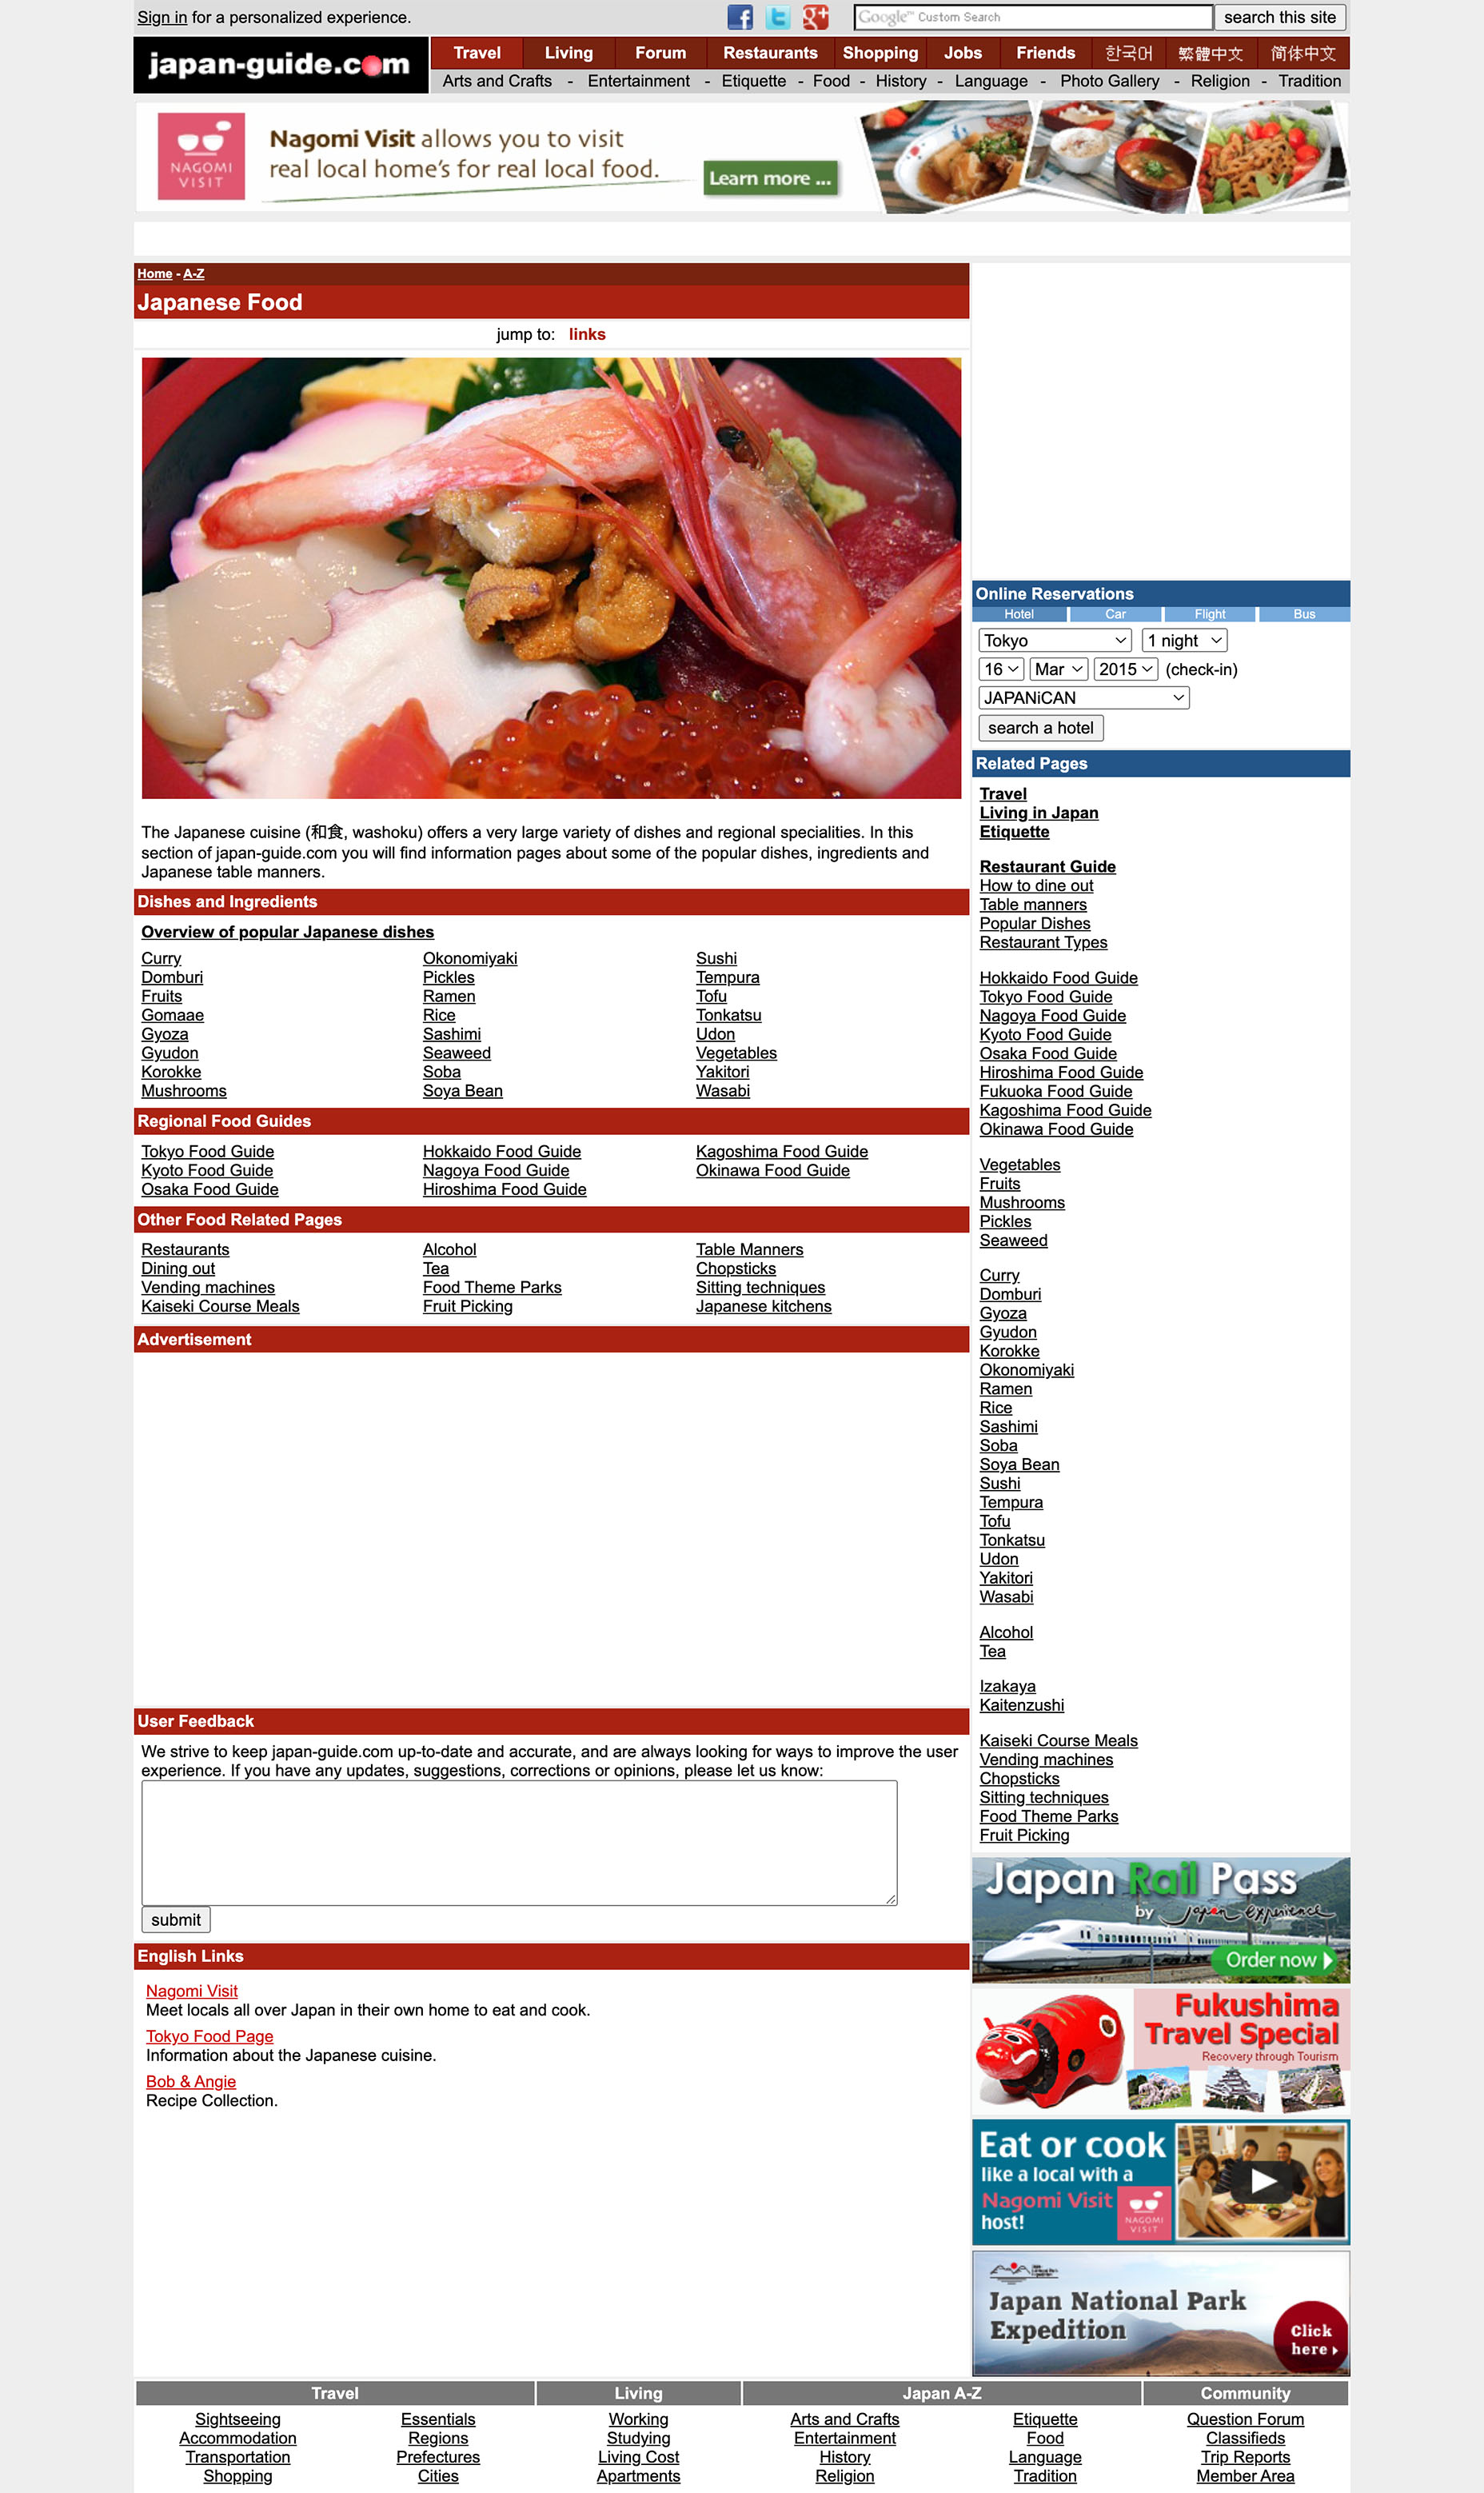 Sign in for a personalized experience.
Google™ Custom Search
search this site
japan-guide.com
Travel Living Forum Restaurants Shopping Jobs Friends 한국어 繁體中文 简体中文
Arts and Crafts - Entertainment - Etiquette - Food - History - Language - Photo Gallery - Religion - Tradition
NAGOMI VISIT
Nagomi Visit allows you to visit
real local home's for real local food.
Learn more ...
Home - A-Z
Japanese Food
jump to: links
The Japanese cuisine (和食, washoku) offers a very large variety of dishes and regional specialities. In this
section of japan-guide.com you will find information pages about some of the popular dishes, ingredients and
Japanese table manners.
Dishes and Ingredients
Overview of popular Japanese dishes
Curry Okonomiyaki Sushi
Domburi Pickles Tempura
Fruits Ramen Tofu
Gomaae Rice Tonkatsu
Gyoza Sashimi Udon
Gyudon Seaweed Vegetables
Korokke Soba Yakitori
Mushrooms Soya Bean Wasabi
Regional Food Guides
Tokyo Food Guide Hokkaido Food Guide Kagoshima Food Guide
Kyoto Food Guide Nagoya Food Guide Okinawa Food Guide
Osaka Food Guide Hiroshima Food Guide
Other Food Related Pages
Restaurants Alcohol Table Manners
Dining out Tea Chopsticks
Vending machines Food Theme Parks Sitting techniques
Kaiseki Course Meals Fruit Picking Japanese kitchens
Advertisement
User Feedback
We strive to keep japan-guide.com up-to-date and accurate, and are always looking for ways to improve the user
experience. If you have any updates, suggestions, corrections or opinions, please let us know:
submit
English Links
Nagomi Visit
Meet locals all over Japan in their own home to eat and cook.
Tokyo Food Page
Information about the Japanese cuisine.
Bob & Angie
Recipe Collection.
Online Reservations
Hotel Car Flight Bus
Tokyo 1 night
16 Mar 2015 (check-in)
JAPANiCAN
search a hotel
Related Pages
Travel
Living in Japan
Etiquette
Restaurant Guide
How to dine out
Table manners
Popular Dishes
Restaurant Types
Hokkaido Food Guide
Tokyo Food Guide
Nagoya Food Guide
Kyoto Food Guide
Osaka Food Guide
Hiroshima Food Guide
Fukuoka Food Guide
Kagoshima Food Guide
Okinawa Food Guide
Vegetables
Fruits
Mushrooms
Pickles
Seaweed
Curry
Domburi
Gyoza
Gyudon
Korokke
Okonomiyaki
Ramen
Rice
Sashimi
Soba
Soya Bean
Sushi
Tempura
Tofu
Tonkatsu
Udon
Yakitori
Wasabi
Alcohol
Tea
Izakaya
Kaitenzushi
Kaiseki Course Meals
Vending machines
Chopsticks
Sitting techniques
Food Theme Parks
Fruit Picking
Japan Rail Pass
by japan experience
Order now
Fukushima
Travel Special
Recovery through Tourism
Eat or cook
like a local with a
Nagomi Visit
host!
NAGOMI VISIT
Japan National Park
Expedition
Click
here
Travel Living Japan A-Z Community
Sightseeing Essentials Working Arts and Crafts Etiquette Question Forum
Accommodation Regions Studying Entertainment Food Classifieds
Transportation Prefectures Living Cost History Language Trip Reports
Shopping Cities Apartments Religion Tradition Member Area